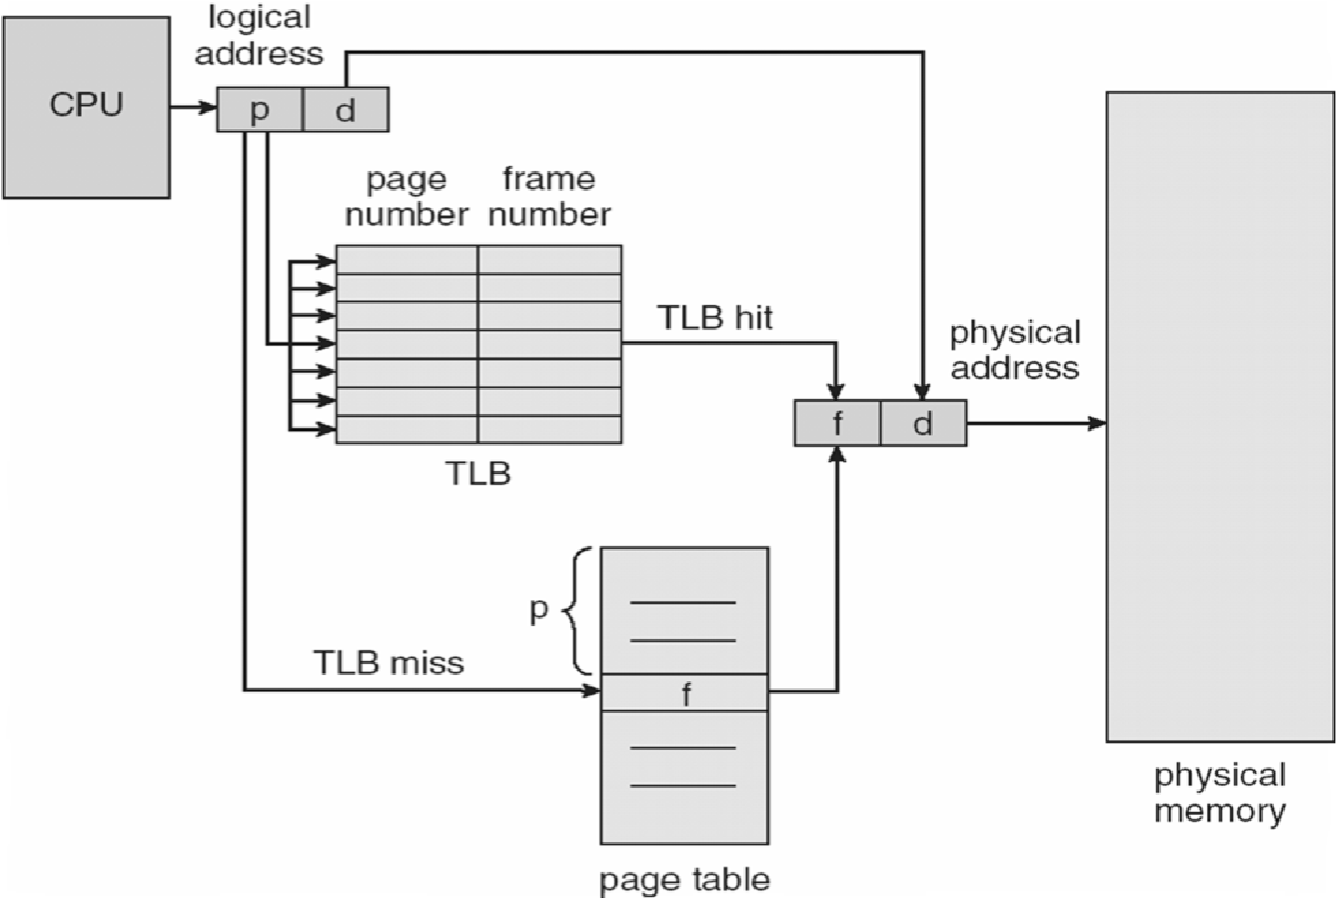 logical
address
CPU
p
d
page
number
frame
number
TLB hit
physical
address
f
d
TLB
p
TLB miss
f
physical
memory
page table